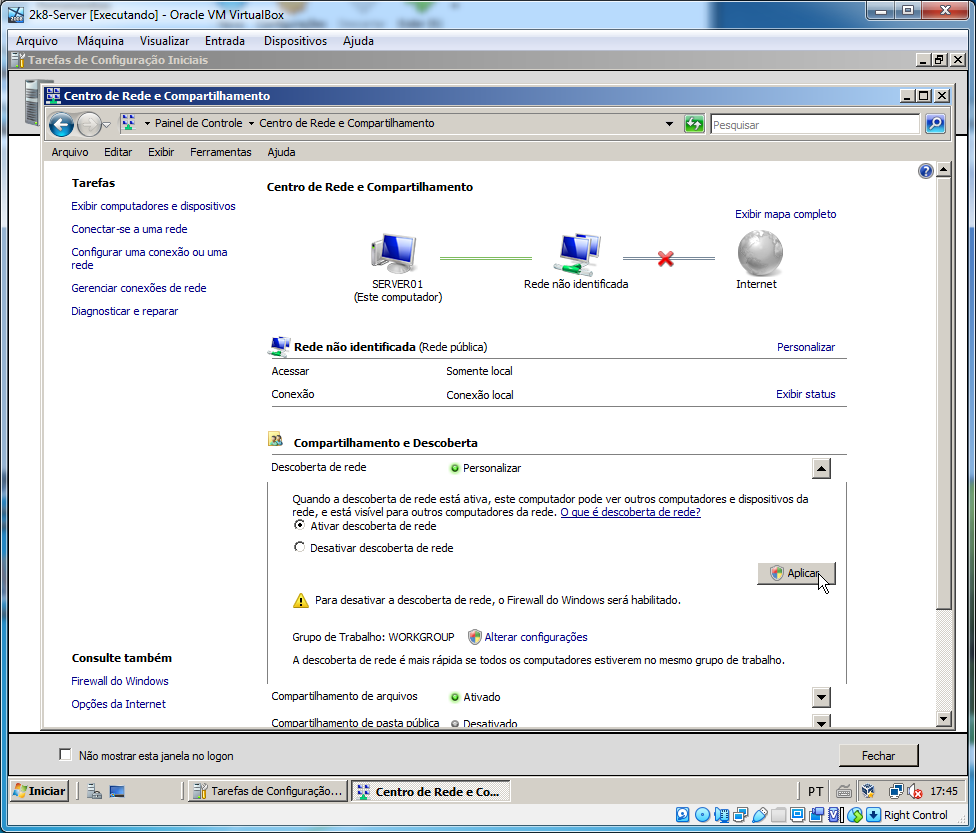 2k8-Server [Executando] - Oracle VM VirtualBox
Arquivo Máquina Visualizar Entrada Dispositivos Ajuda
Tarefas de Configuração Iniciais
Centro de Rede e Compartilhamento
Painel de Controle Centro de Rede e Compartilhamento
Pesquisar
Arquivo Editar Exibir Ferramentas Ajuda
Tarefas
Exibir computadores e dispositivos
Conectar-se a uma rede
Configurar uma conexão ou uma
rede
Gerenciar conexões de rede
Diagnosticar e reparar
Consulte também
Firewall do Windows
Opções da Internet
Centro de Rede e Compartilhamento
Exibir mapa completo
SERVER01
(Este computador)
Rede não identificada
Internet
Rede não identificada (Rede pública) Personalizar
Acessar Somente local
Conexão Conexão local Exibir status
Compartilhamento e Descoberta
Descoberta de rede Personalizar
Quando a descoberta de rede está ativa, este computador pode ver outros computadores e dispositivos da
rede, e está visível para outros computadores da rede. O que é descoberta de rede?
Ativar descoberta de rede
Desativar descoberta de rede
Aplicar
Para desativar a descoberta de rede, o Firewall do Windows será habilitado.
Grupo de Trabalho: WORKGROUP Alterar configurações
A descoberta de rede é mais rápida se todos os computadores estiverem no mesmo grupo de trabalho.
Compartilhamento de arquivos Ativado
Compartilhamento de pasta pública Desativado
Não mostrar esta janela no logon
Fechar
Iniciar
Tarefas de Configuração...
Centro de Rede e Co...
PT
17:45
Right Control